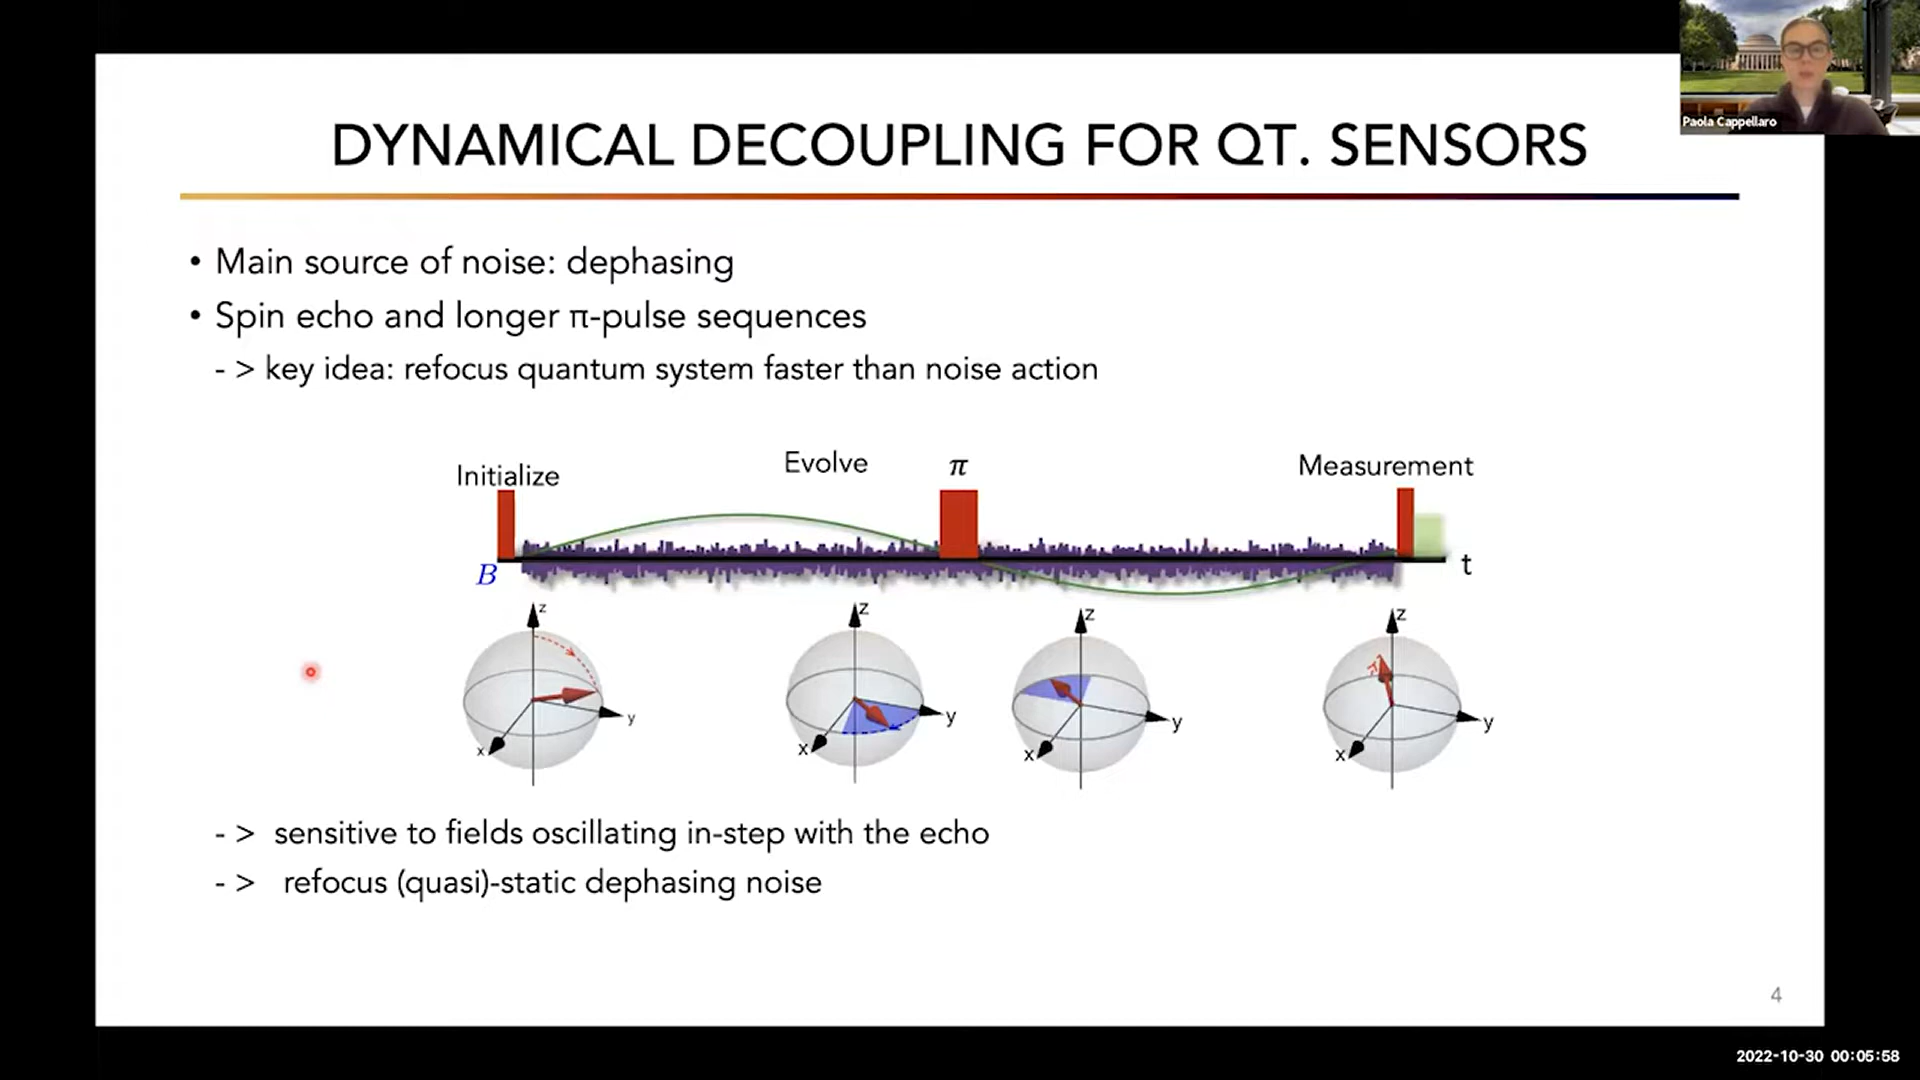 Paola Cappellaro
DYNAMICAL DECOUPLING FOR QT. SENSORS
• Main source of noise: dephasing
• Spin echo and longer π-pulse sequences
- > key idea: refocus quantum system faster than noise action
Initialize
Evolve
π
Measurement
B
t
z
y
x
z
y
x
z
y
x
z
y
x
- > sensitive to fields oscillating in-step with the echo
- > refocus (quasi)-static dephasing noise
4
2022-10-30 00:05:58